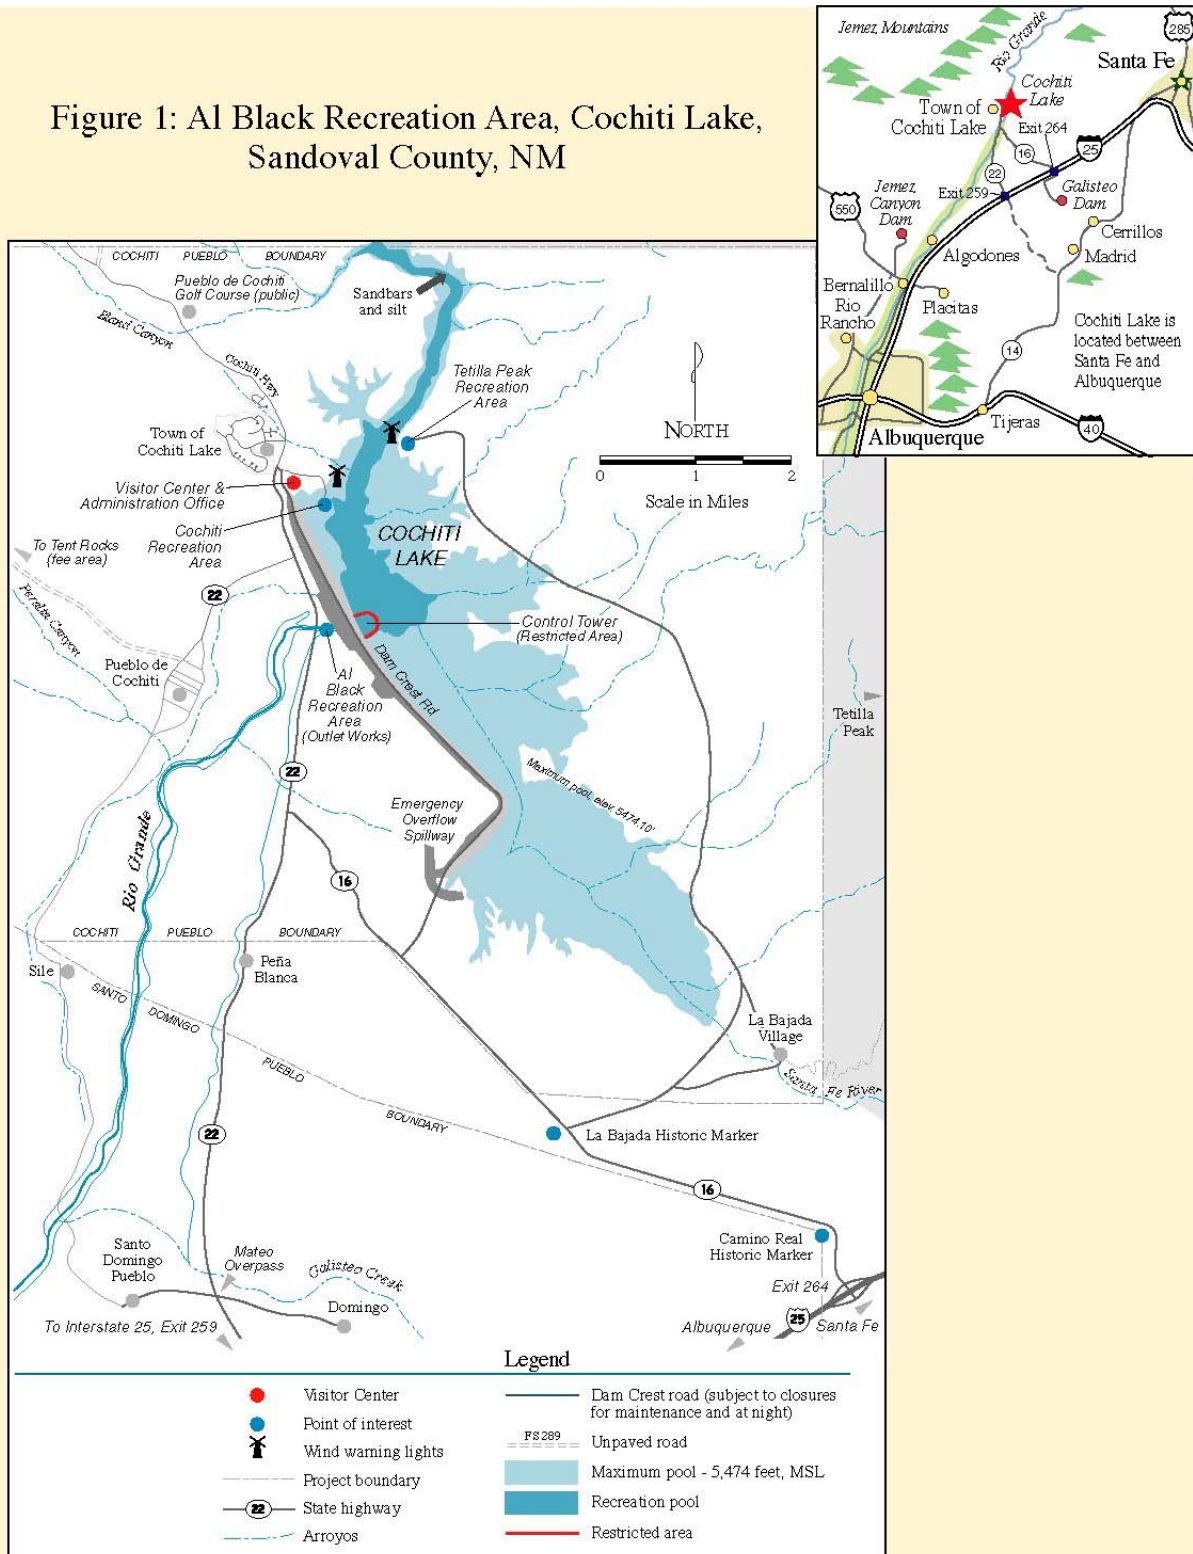 Figure 1: Al Black Recreation Area, Cochiti Lake,
Sandoval County, NM
Jemez Mountains
Rio Grande
285
Santa Fe
Cochiti
Lake
Town of
Cochiti Lake
Exit 264
16
25
22
Exit 259
Jemez
Canyon
Dam
Galisteo
Dam
550
Cerrillos
Algodones
Madrid
Bernalillo
Placitas
Rio
Rancho
Cochiti Lake is
located between
Santa Fe and
Albuquerque
14
Tijeras
40
Albuquerque
COCHITI PUEBLO BOUNDARY
Pueblo de Cochiti
Golf Course (public)
Sandbars
and silt
Bland Canyon
Cochiti Hwy
Tetilla Peak
Recreation
Area
NORTH
0 1 2
Scale in Miles
Town of
Cochiti Lake
Visitor Center &
Administration Office
Cochiti
Recreation
Area
COCHITI
LAKE
To Tent Rocks
(fee area)
22
Peralta Canyon
Control Tower
(Restricted Area)
Pueblo de
Cochiti
Al
Black
Recreation
Area
(Outlet Works)
Dam Crest Rd
Tetilla
Peak
22
Maximum pool, elev. 5474.10'
Emergency
Overflow
Spillway
Rio Grande
16
COCHITI PUEBLO BOUNDARY
Sile
Peña
Blanca
SANTO DOMINGO PUEBLO BOUNDARY
La Bajada
Village
Santa Fe River
22
La Bajada Historic Marker
16
Santo
Domingo
Pueblo
Mateo
Overpass
Galisteo Creek
Camino Real
Historic Marker
Exit 264
Domingo
To Interstate 25, Exit 259
25
Albuquerque
Santa Fe
Legend
Visitor Center
Point of interest
Wind warning lights
Project boundary
22 State highway
Arroyos
Dam Crest road (subject to closures
for maintenance and at night)
FS289 Unpaved road
Maximum pool - 5,474 feet, MSL
Recreation pool
Restricted area